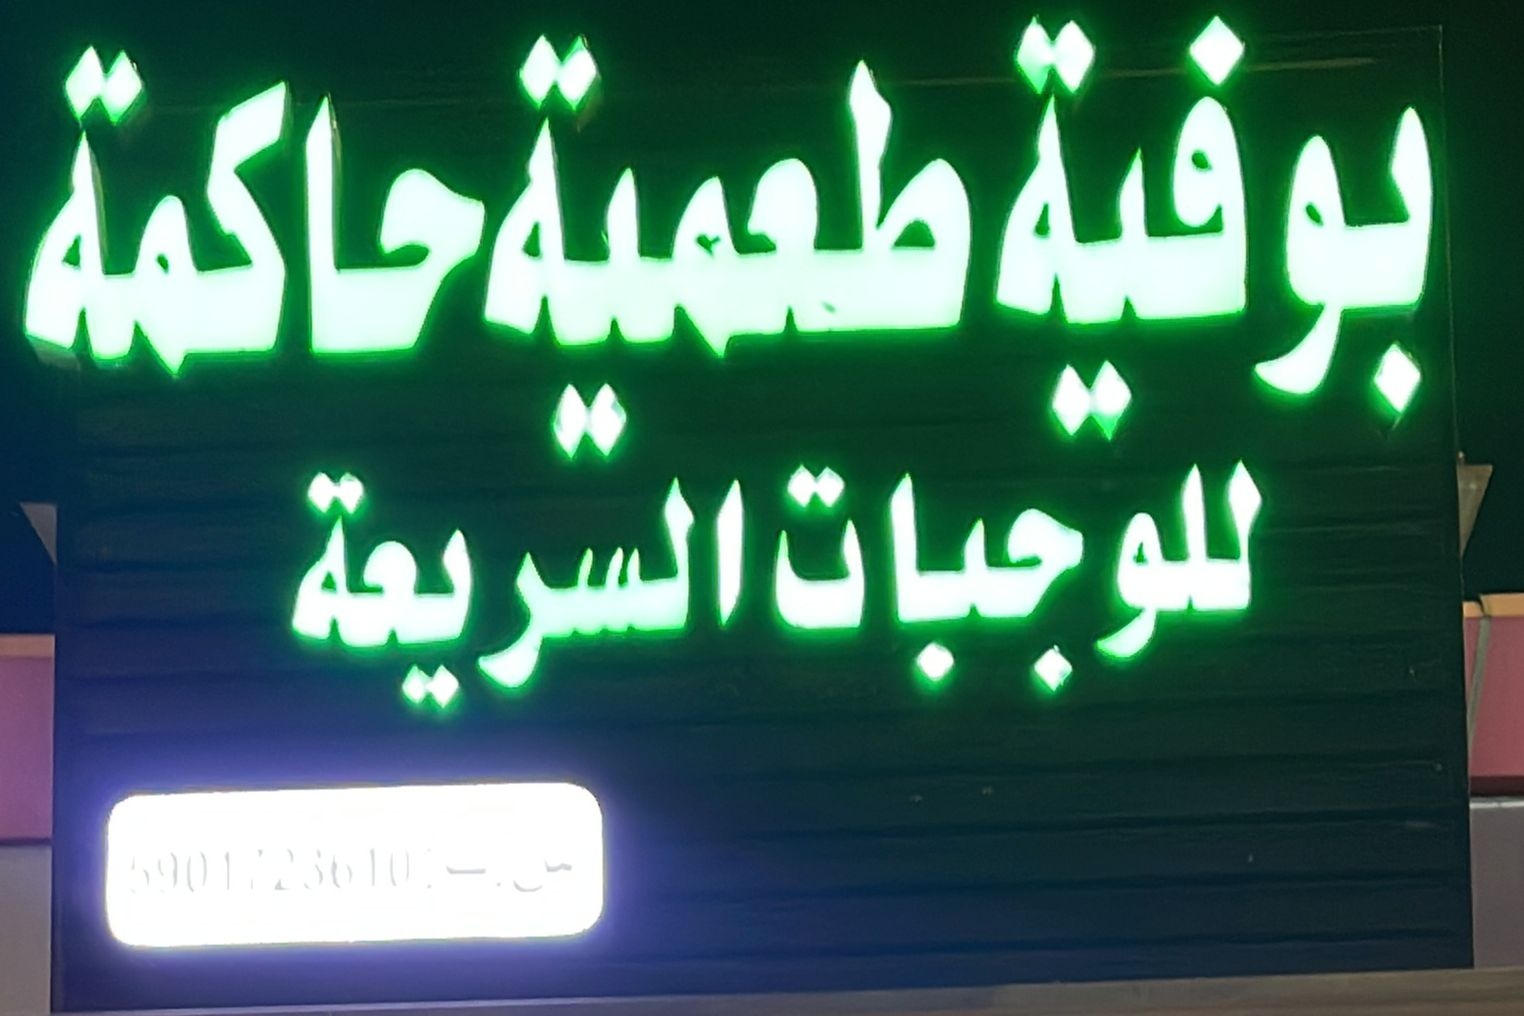 بوفية طعمية حاكمة
للوجبات السريعة